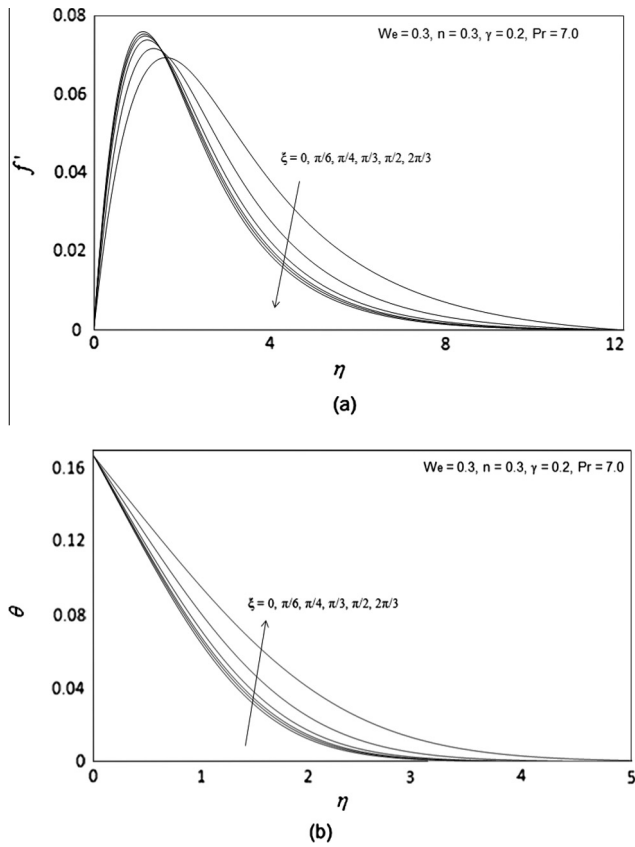 0.08
We = 0.3, n = 0.3, γ = 0.2, Pr = 7.0
0.06
ξ = 0, π/6, π/4, π/3, π/2, 2π/3
f'
0.04
0.02
0
0 4 8 12
η
(a)
0.16
We = 0.3, n = 0.3, γ = 0.2, Pr = 7.0
0.12
ξ = 0, π/6, π/4, π/3, π/2, 2π/3
θ
0.08
0.04
0
0 1 2 3 4 5
η
(b)